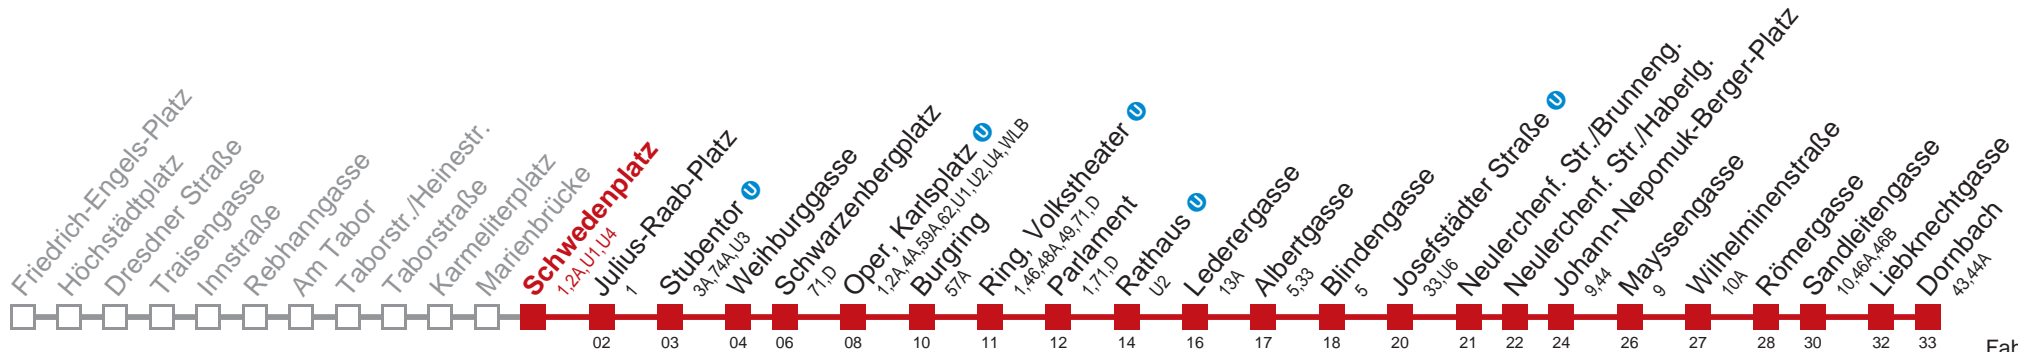 Friedrich-Engels-Platz
Höchstädtplatz
Dresdner Straße
Traisengasse
Innstraße
Rebhanngasse
Am Tabor
Taborstr./Heinestr.
Taborstraße
Karmeliterplatz
Marienbrücke
Schwedenplatz
1,2A,U1,U4
Julius-Raab-Platz
1
Stubentor U
3A,74A,U3
Weihburggasse
Schwarzenbergplatz
71,D
Oper, Karlsplatz U
1,2A,4A,59A,62,U1,U2,U4,WLB
Burgring
57A
Ring, Volkstheater U
1,46,48A,49,71,D
Parlament
1,71,D
Rathaus U
U2
Lederergasse
13A
Albertgasse
5,33
Blindengasse
5
Josefstädter Straße U
33,U6
Neulerchenf. Str./Brunneng.
Neulerchenf. Str./Haberlg.
Johann-Nepomuk-Berger-Platz
9,44
Mayssengasse
9
Wilhelminenstraße
10A
Römergasse
Sandleitengasse
10,46A,46B
Liebknechtgasse
Dornbach
43,44A
02 03 04 06 08 10 11 12 14 16 17 18 20 21 22 24 26 27 28 30 32 33
Fah